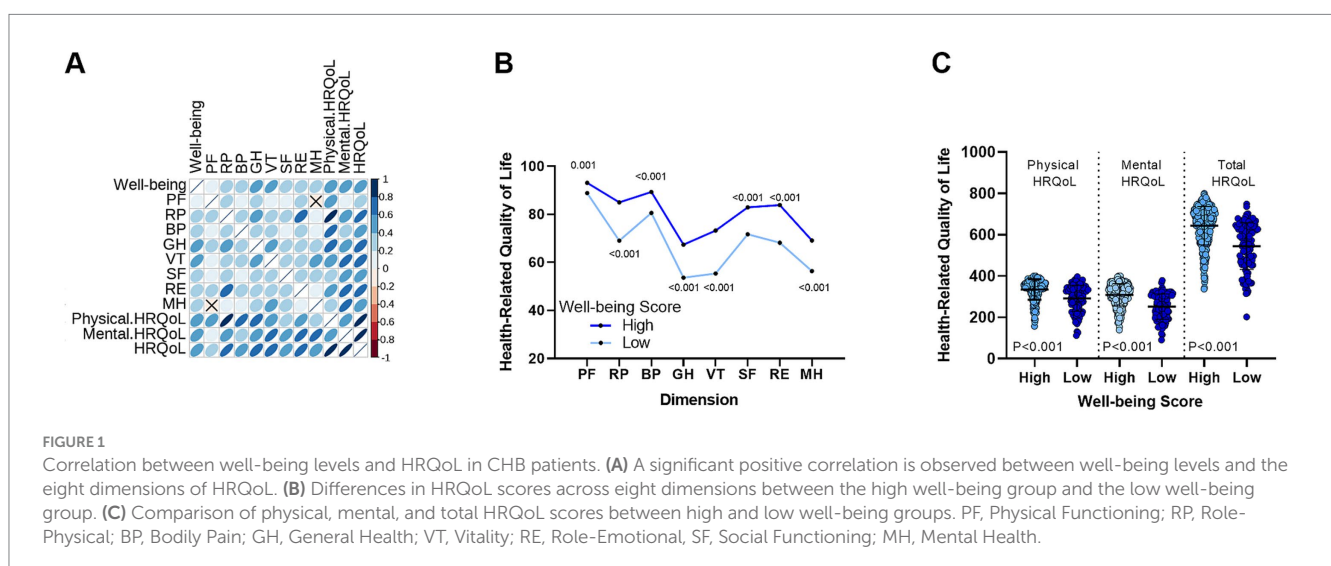 A
Well-being
PF
RP
BP
GH
VT
SF
RE
MH
Physical.HRQoL
Mental.HRQoL
HRQoL
Well-being
PF
RP
BP
GH
VT
SF
RE
MH
Physical.HRQoL
Mental.HRQoL
HRQoL
1
0.8
0.6
0.4
0.2
0
-0.2
-0.4
-0.6
-0.8
-1
B
Health-Related Quality of Life
100
80
60
40
20
0.001
<0.001
<0.001
<0.001
<0.001
<0.001
<0.001
<0.001
Well-being Score
High
Low
PF RP BP GH VT SF RE MH
Dimension
C
Health-Related Quality of Life
1000
800
600
400
200
0
Physical HRQoL
Mental HRQoL
Total HRQoL
P<0.001 P<0.001 P<0.001
High Low High Low High Low
Well-being Score
FIGURE 1
Correlation between well-being levels and HRQoL in CHB patients. (A) A significant positive correlation is observed between well-being levels and the
eight dimensions of HRQoL. (B) Differences in HRQoL scores across eight dimensions between the high well-being group and the low well-being
group. (C) Comparison of physical, mental, and total HRQoL scores between high and low well-being groups. PF, Physical Functioning; RP, Role-
Physical; BP, Bodily Pain; GH, General Health; VT, Vitality; RE, Role-Emotional, SF, Social Functioning; MH, Mental Health.